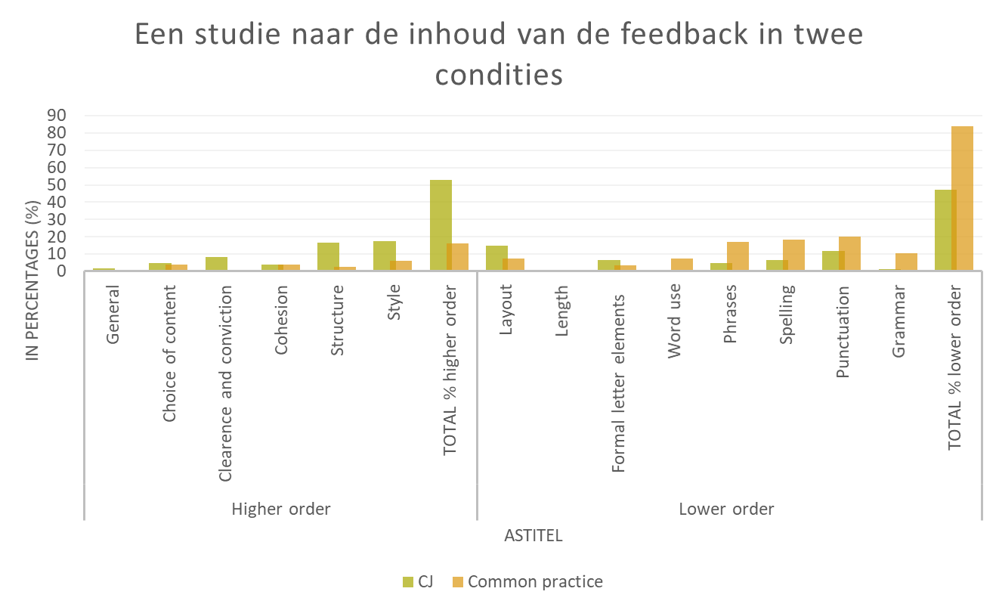 Een studie naar de inhoud van de feedback in twee
condities
90
80
70
60
50
40
30
20
10
0
IN PERCENTAGES (%)
General
Choice of content
Clearence and conviction
Cohesion
Structure
Style
TOTAL % higher order
Layout
Length
Formal letter elements
Word use
Phrases
Spelling
Punctuation
Grammar
TOTAL % lower order
Higher order
Lower order
ASTITEL
CJ
Common practice